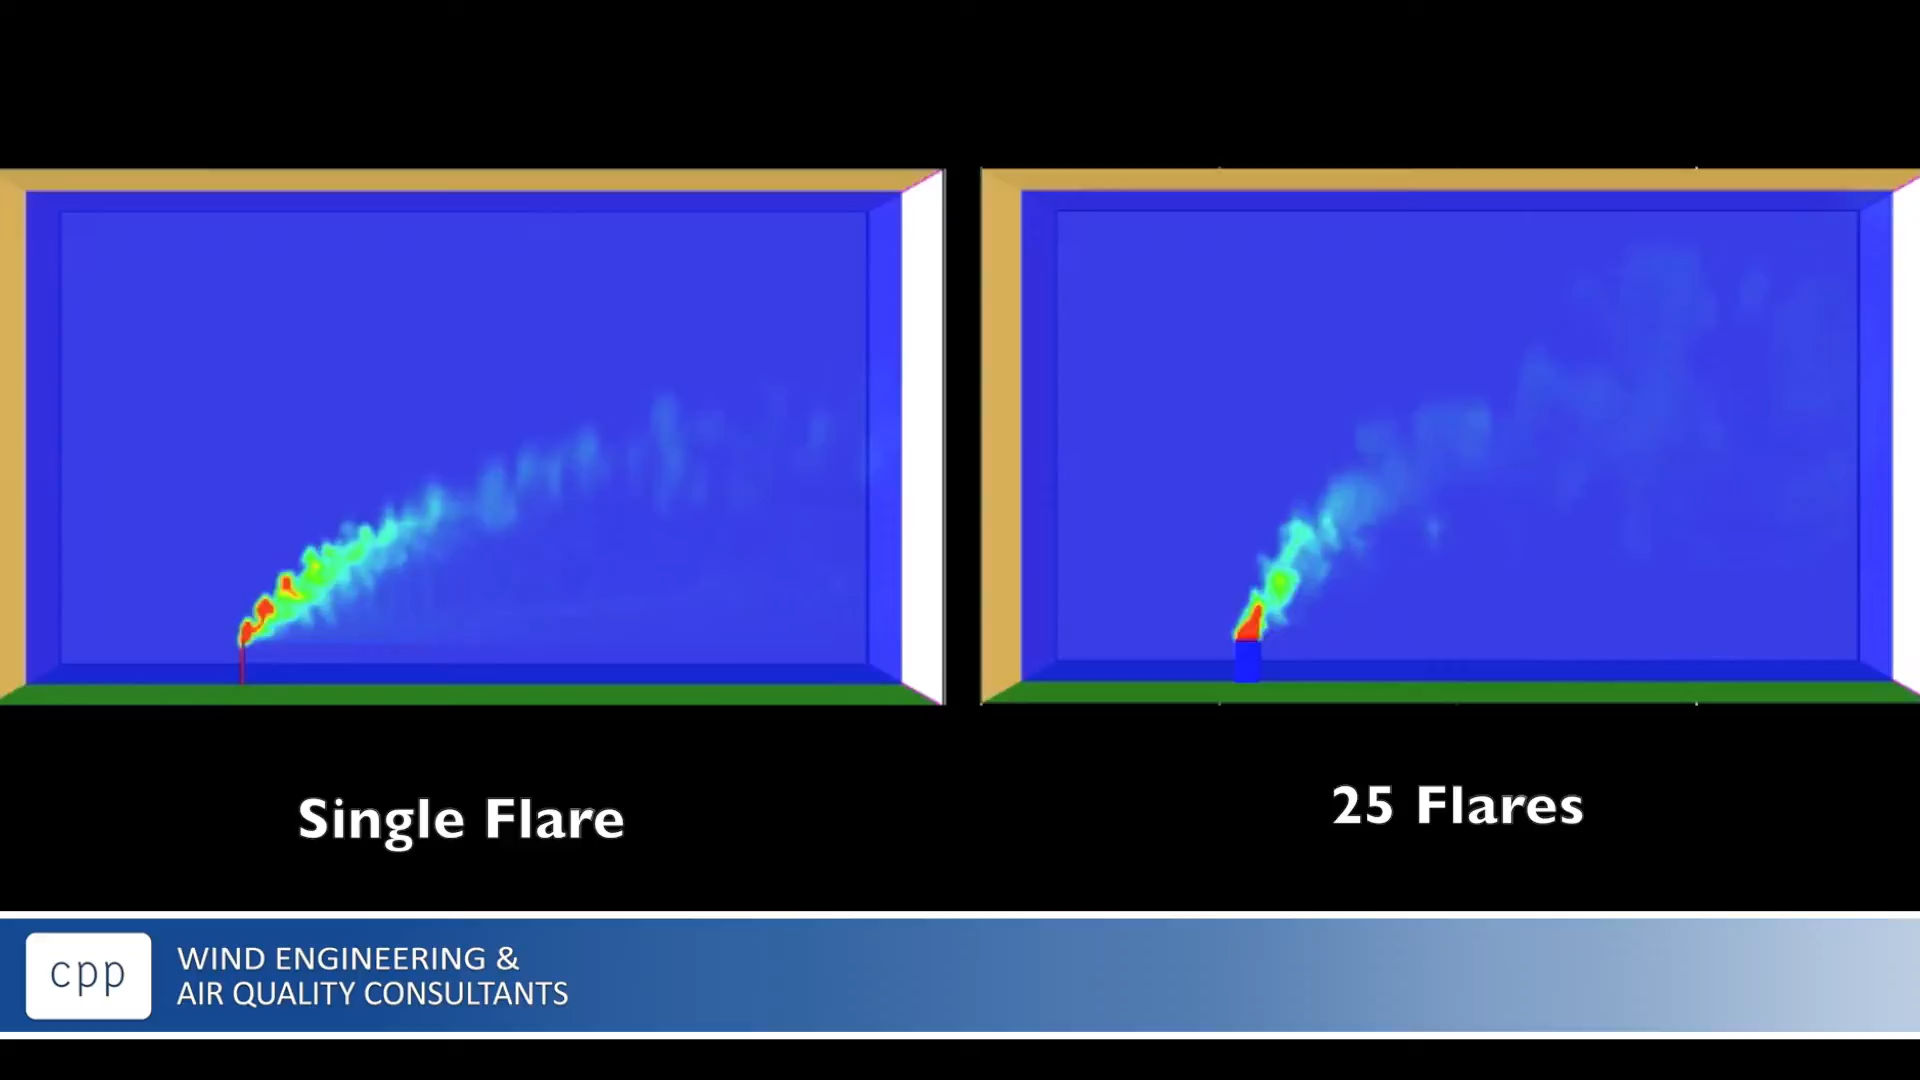 Single Flare
25 Flares
cpp
WIND ENGINEERING &
AIR QUALITY CONSULTANTS